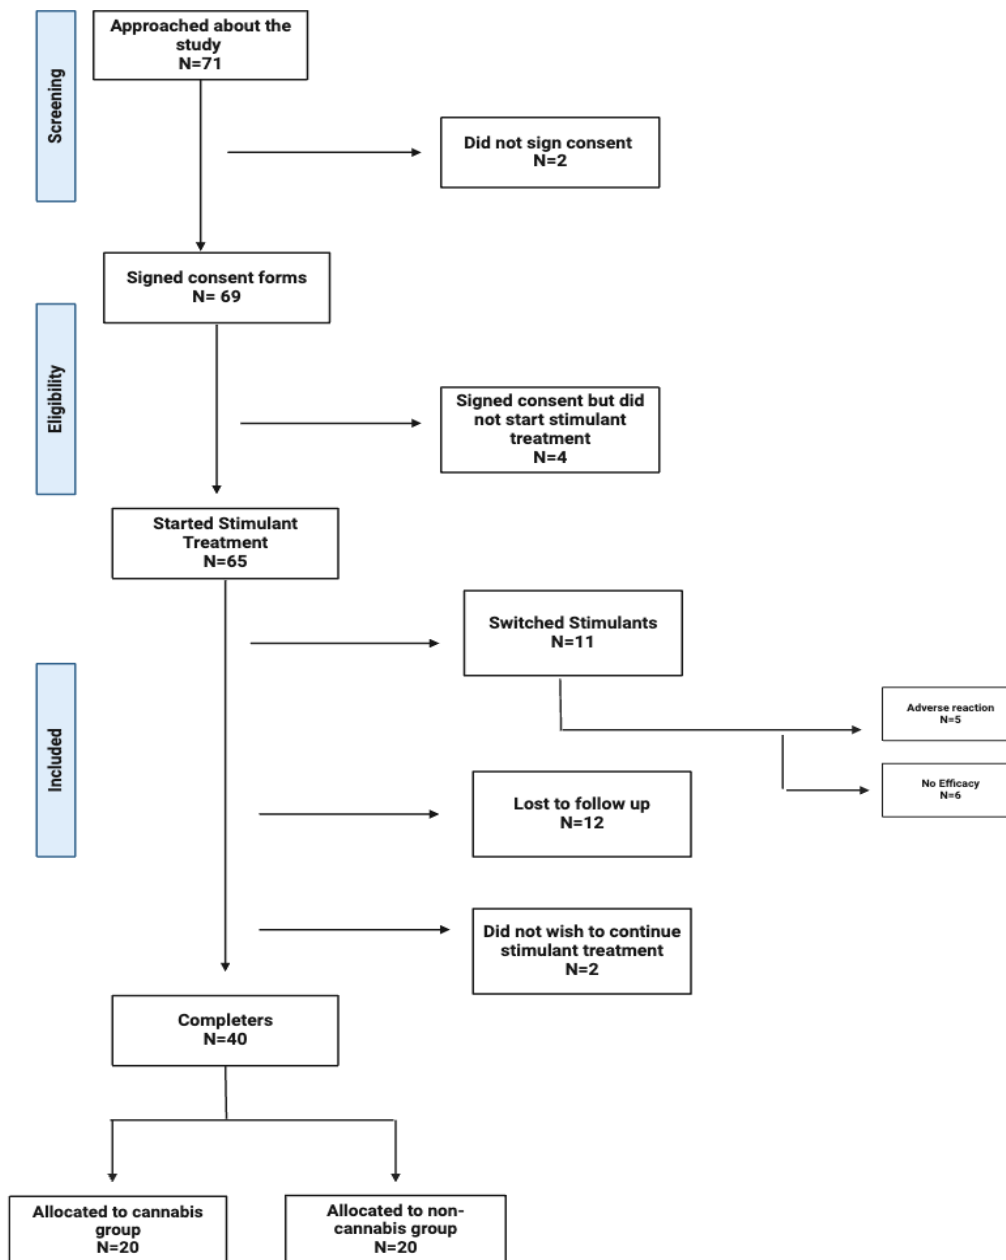 Screening
Approached about the
study
N=71
Did not sign consent
N=2
Signed consent forms
N= 69
Eligibility
Signed consent but did
not start stimulant
treatment
N=4
Started Stimulant
Treatment
N=65
Included
Switched Stimulants
N=11
Adverse reaction
N=5
No Efficacy
N=6
Lost to follow up
N=12
Did not wish to continue
stimulant treatment
N=2
Completers
N=40
Allocated to cannabis
group
N=20
Allocated to non-
cannabis group
N=20